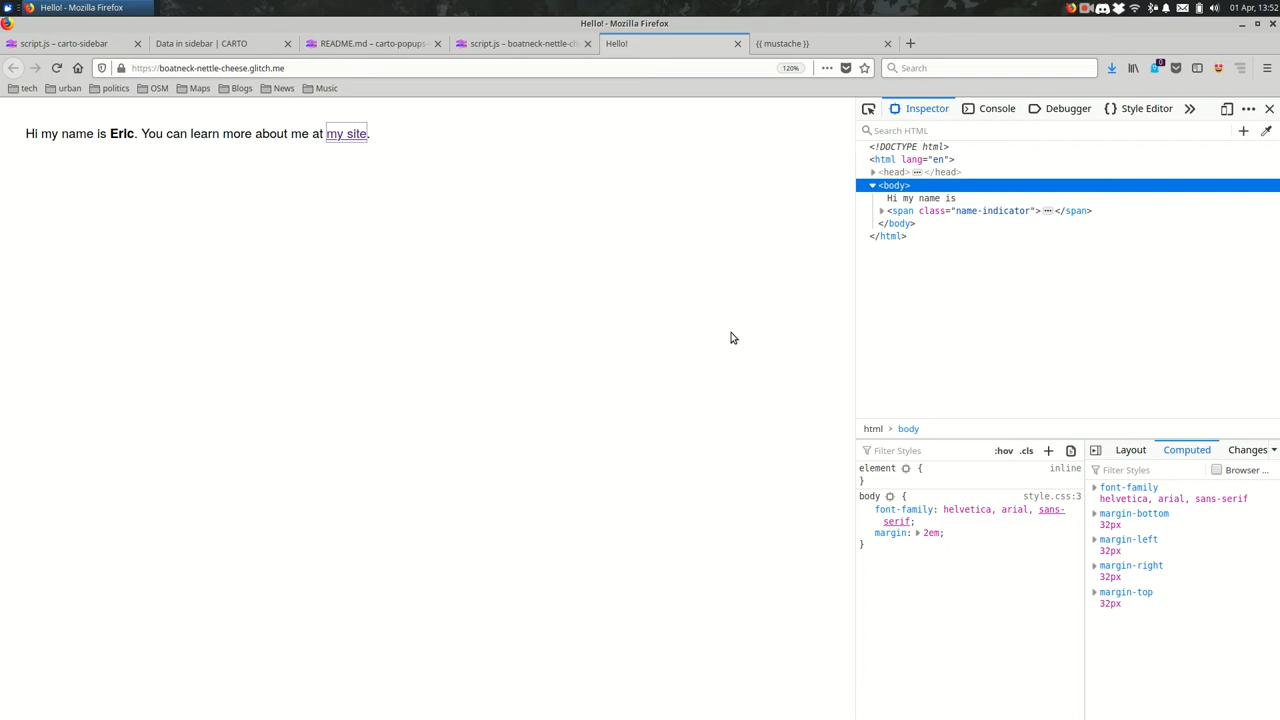 Hello! - Mozilla Firefox
01 Apr, 13:52
Hello! - Mozilla Firefox
script.js – carto-sidebar
Data in sidebar | CARTO
README.md – carto-popups-
script.js – boatneck-nettle-ch
Hello!
{{ mustache }}
https://boatneck-nettle-cheese.glitch.me
120%
Search
tech
urban
politics
OSM
Maps
Blogs
News
Music
Hi my name is Eric. You can learn more about me at my site.
Inspector
Console
Debugger
Style Editor
Search HTML
<!DOCTYPE html>
<html lang="en">
<head> ••• </head>
<body>
Hi my name is
<span class="name-indicator"> ••• </span>
</body>
</html>
html > body
Filter Styles
:hov .cls
element {
inline
}
body {
style.css:3
font-family: helvetica, arial, sans-
serif;
margin: 2em;
}
Layout
Computed
Changes
Filter Styles
Browser ...
font-family
helvetica, arial, sans-serif
margin-bottom
32px
margin-left
32px
margin-right
32px
margin-top
32px